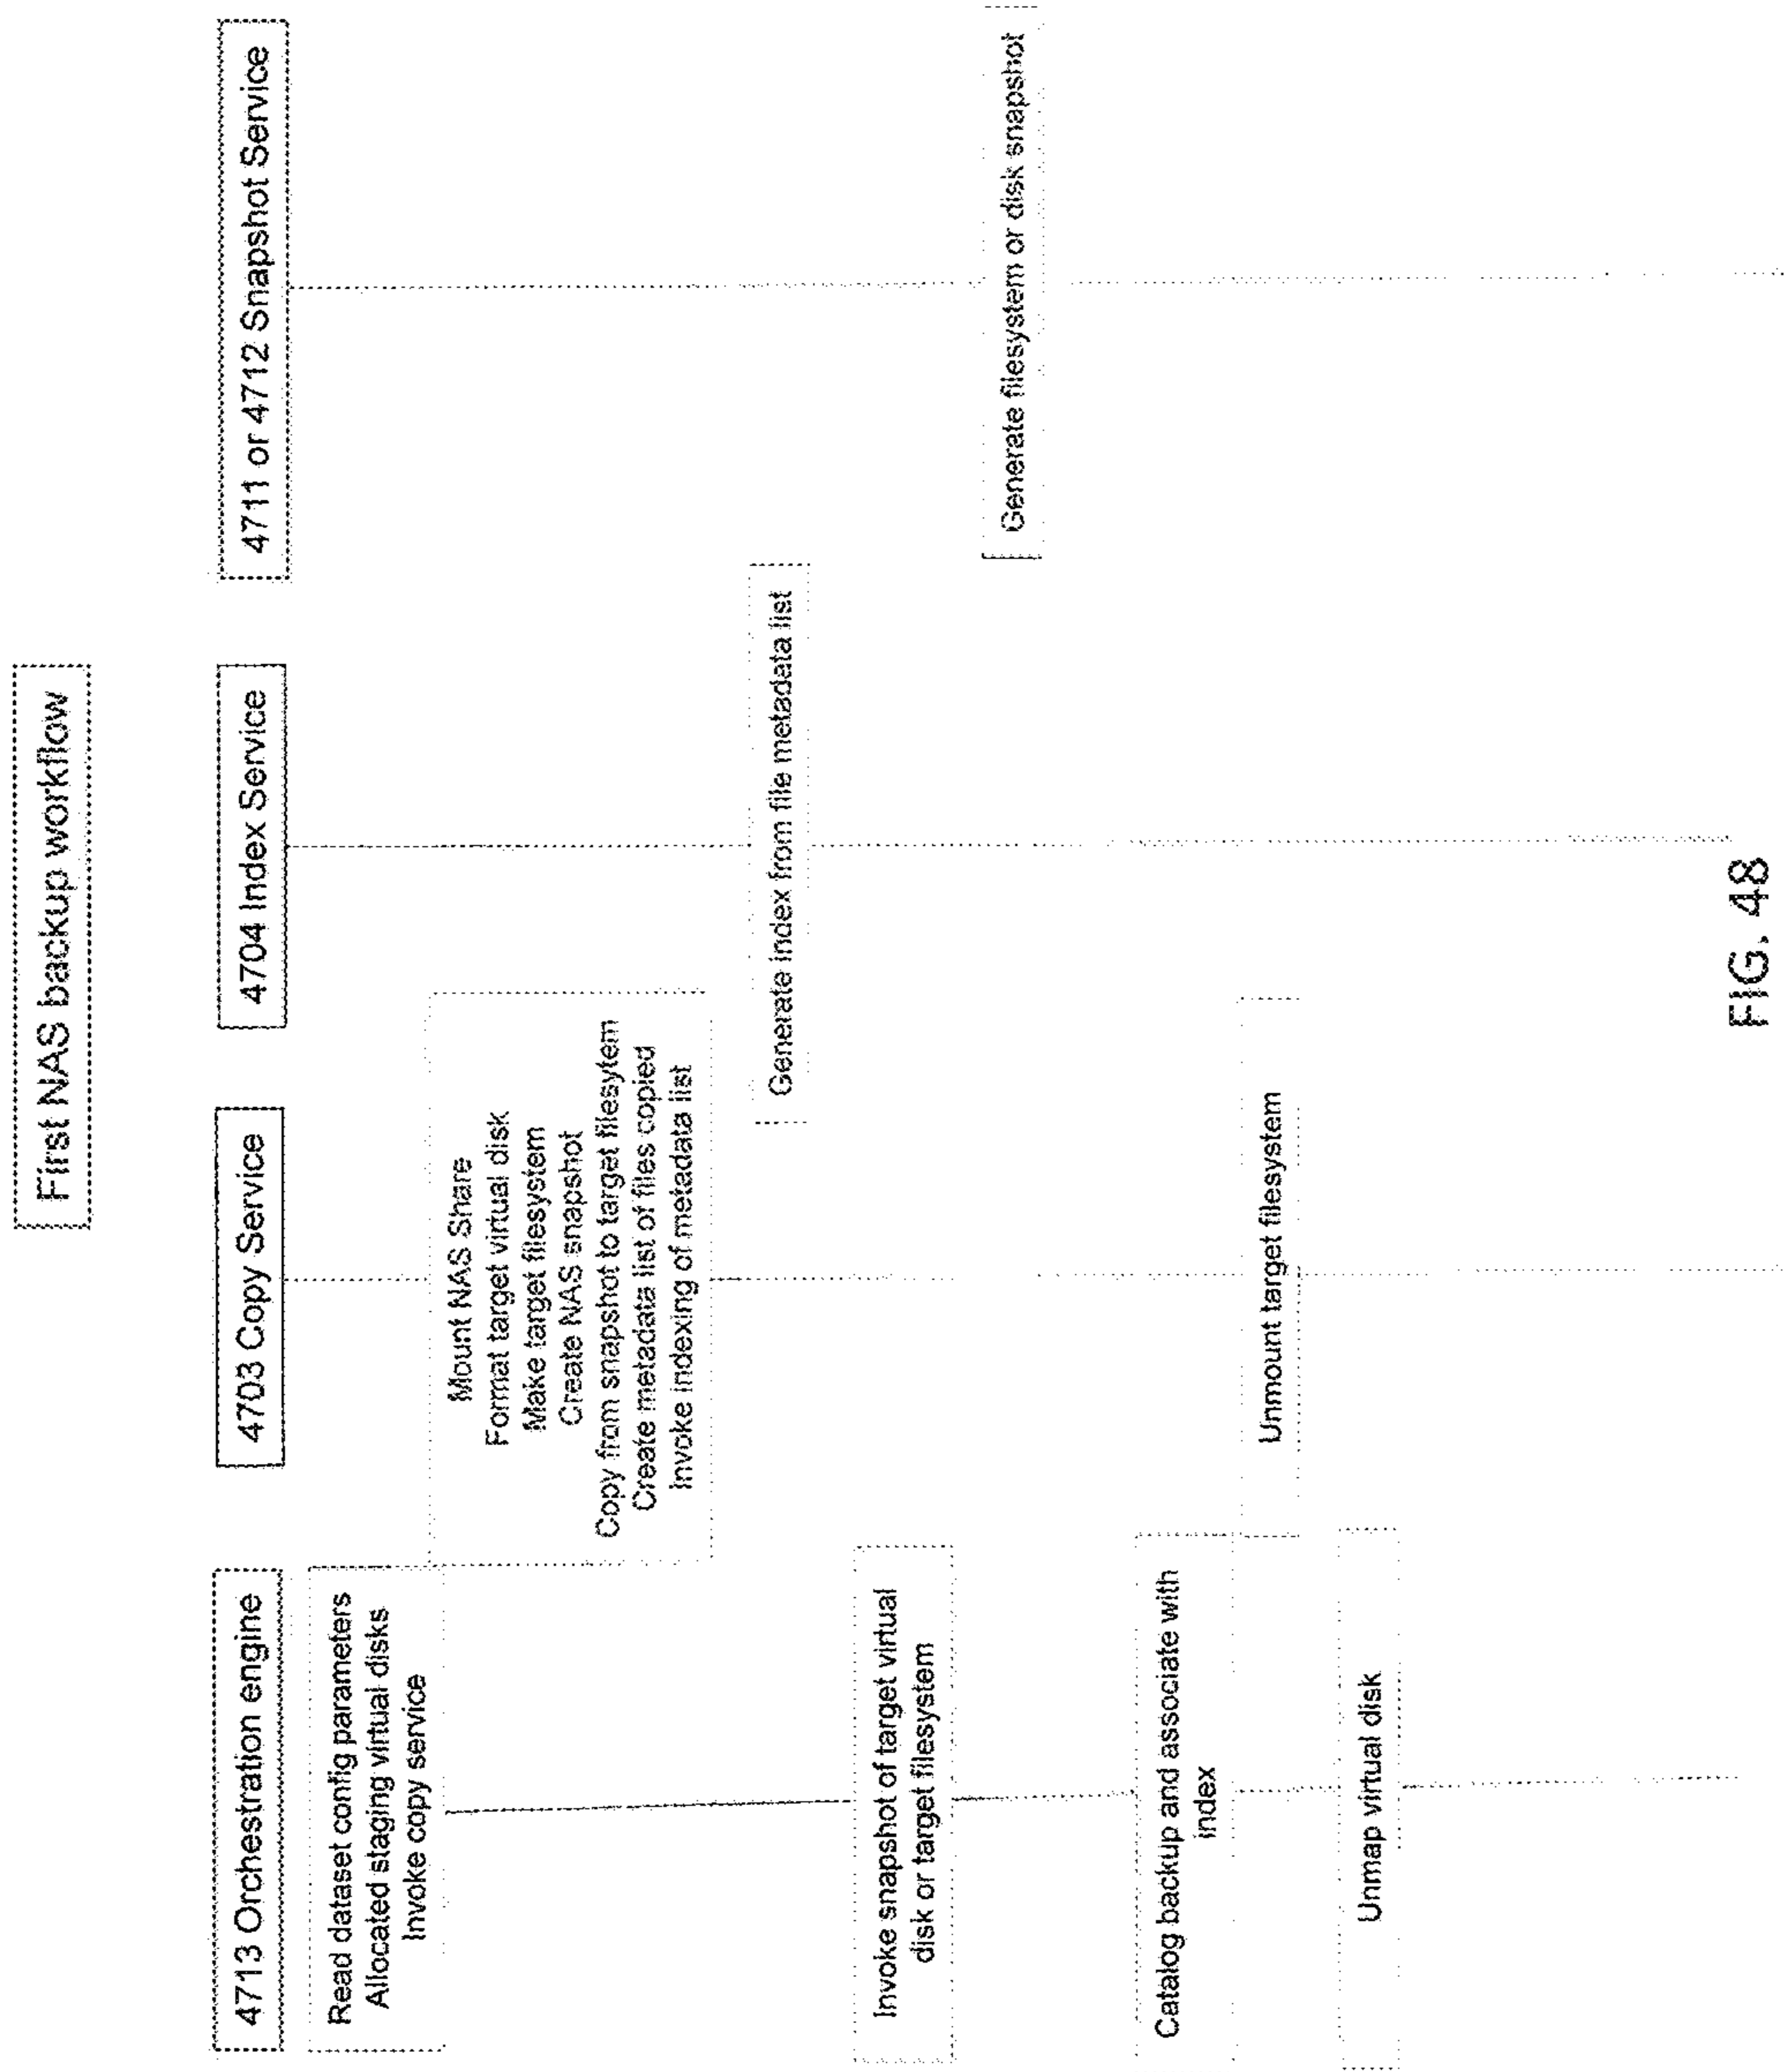 First NAS backup workflow
4713 Orchestration engine
4703 Copy Service
4704 Index Service
4711 or 4712 Snapshot Service
Read dataset config parameters
Allocated staging virtual disks
Invoke copy service
Mount NAS Share
Format target virtual disk
Make target filesystem
Create NAS snapshot
Copy from snapshot to target filesytem
Create metadata list of files copied
Invoke indexing of metadata list
Generate index from file metadata list
Invoke snapshot of target virtual
disk or target filesystem
Generate filesystem or disk snapshot
Catalog backup and associate with
index
Unmount target filesystem
Unmap virtual disk
FIG. 48